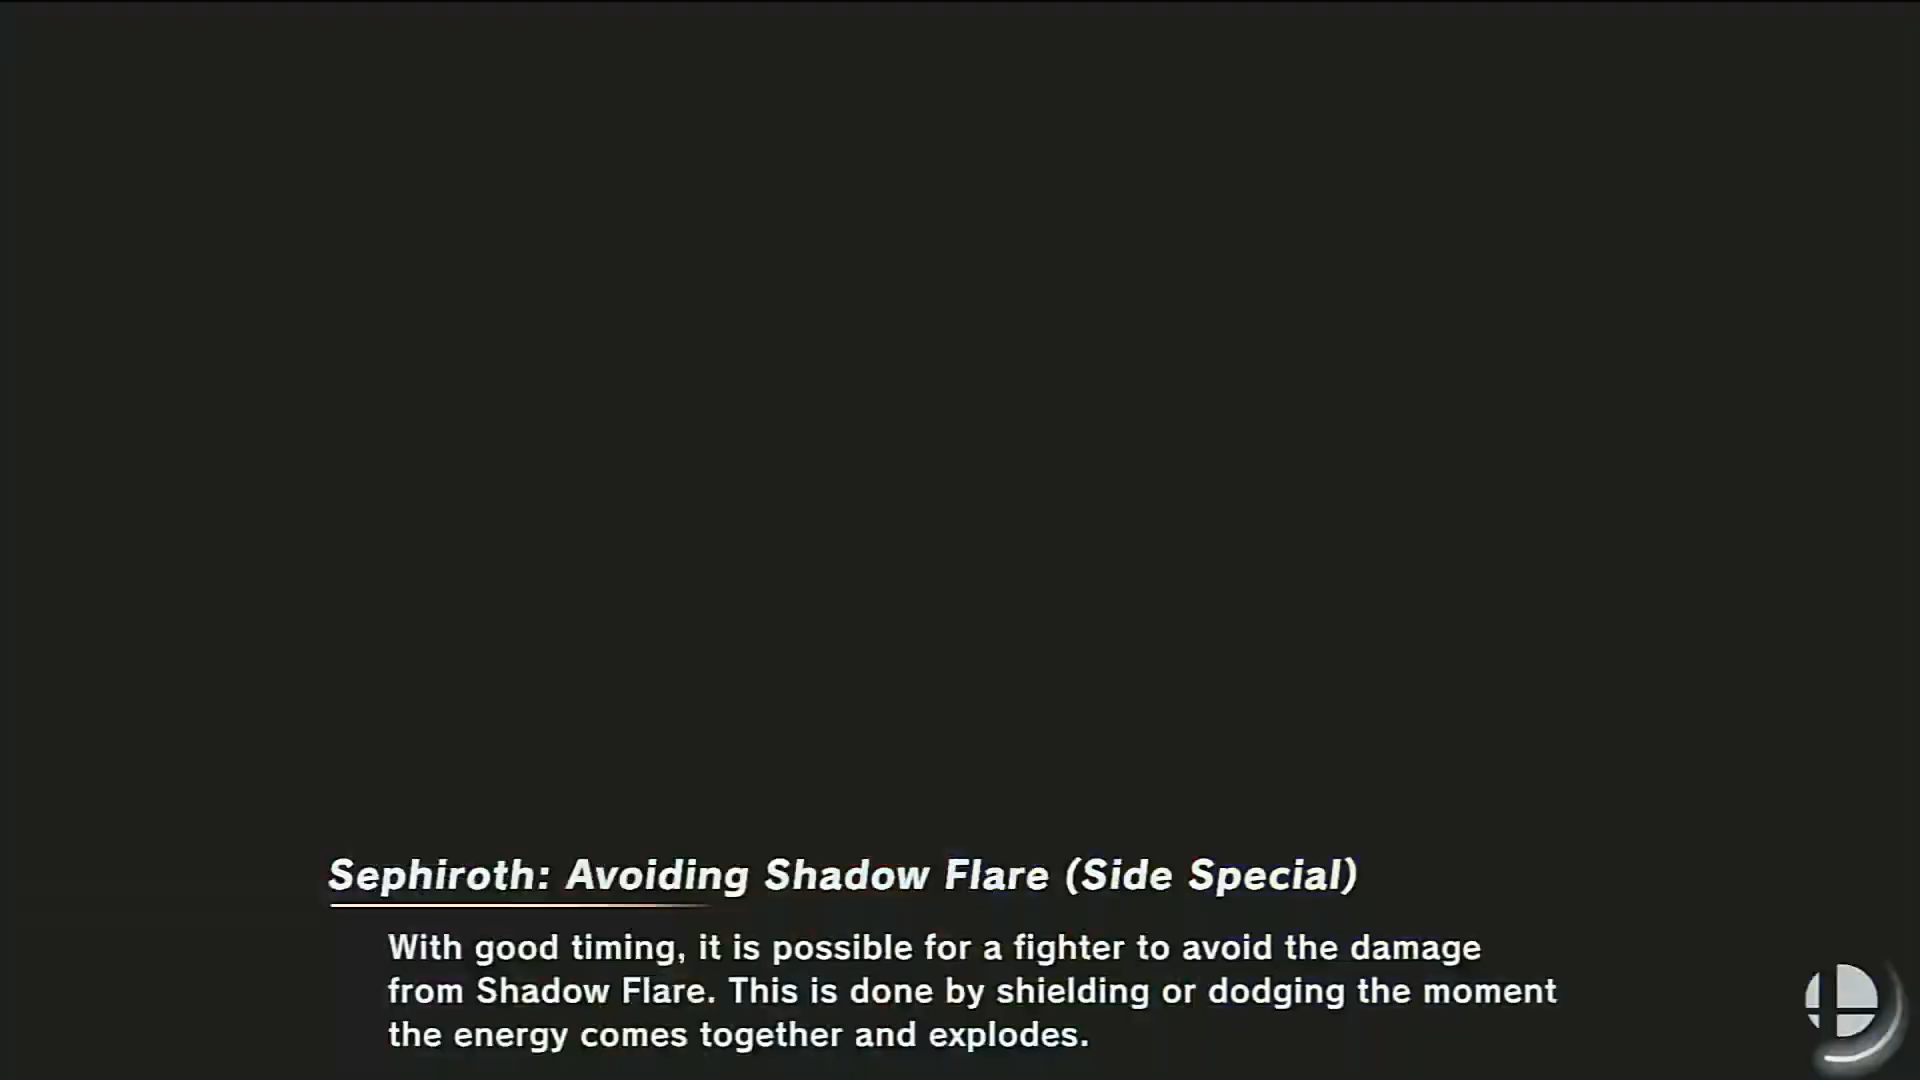 Sephiroth: Avoiding Shadow Flare (Side Special)
With good timing, it is possible for a fighter to avoid the damage
from Shadow Flare. This is done by shielding or dodging the moment
the energy comes together and explodes.